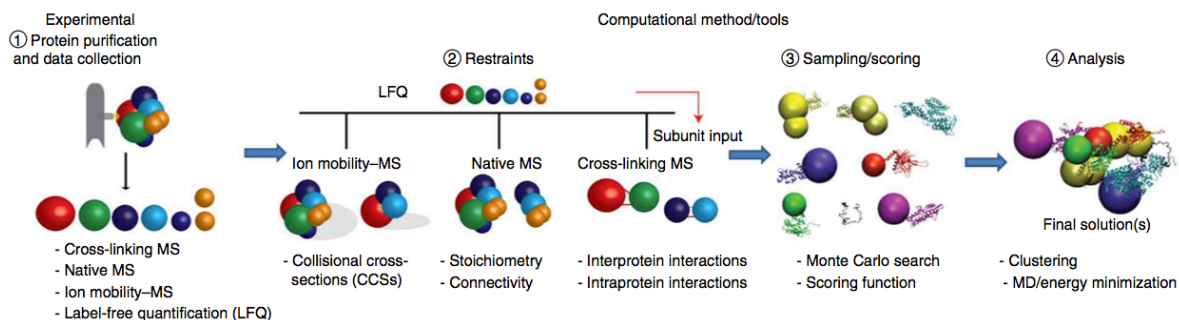 Experimental
① Protein purification
and data collection
- Cross-linking MS
- Native MS
- Ion mobility–MS
- Label-free quantification (LFQ)
Computational method/tools
② Restraints
LFQ
Subunit input
Ion mobility–MS
- Collisional cross-
sections (CCSs)
Native MS
- Stoichiometry
- Connectivity
Cross-linking MS
- Interprotein interactions
- Intraprotein interactions
③ Sampling/scoring
- Monte Carlo search
- Scoring function
④ Analysis
Final solution(s)
- Clustering
- MD/energy minimization